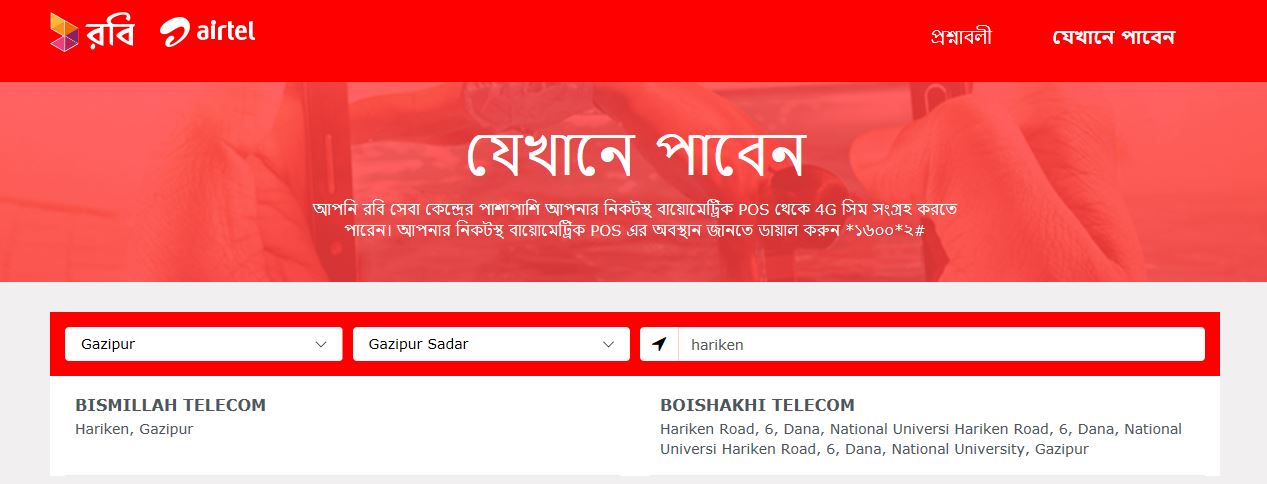 রবি airtel প্রশ্নাবলী যেখানে পাবেন
যেখানে পাবেন
আপনি রবি সেবা কেন্দ্রের পাশাপাশি আপনার নিকটস্থ বায়োমেট্রিক POS থেকে 4G সিম সংগ্রহ করতে
পারেন। আপনার নিকটস্থ বায়োমেট্রিক POS এর অবস্থান জানতে ডায়াল করুন *১৬০০*২#
Gazipur Gazipur Sadar hariken
BISMILLAH TELECOM
Hariken, Gazipur
BOISHAKHI TELECOM
Hariken Road, 6, Dana, National Universi Hariken Road, 6, Dana, National
Universi Hariken Road, 6, Dana, National University, Gazipur